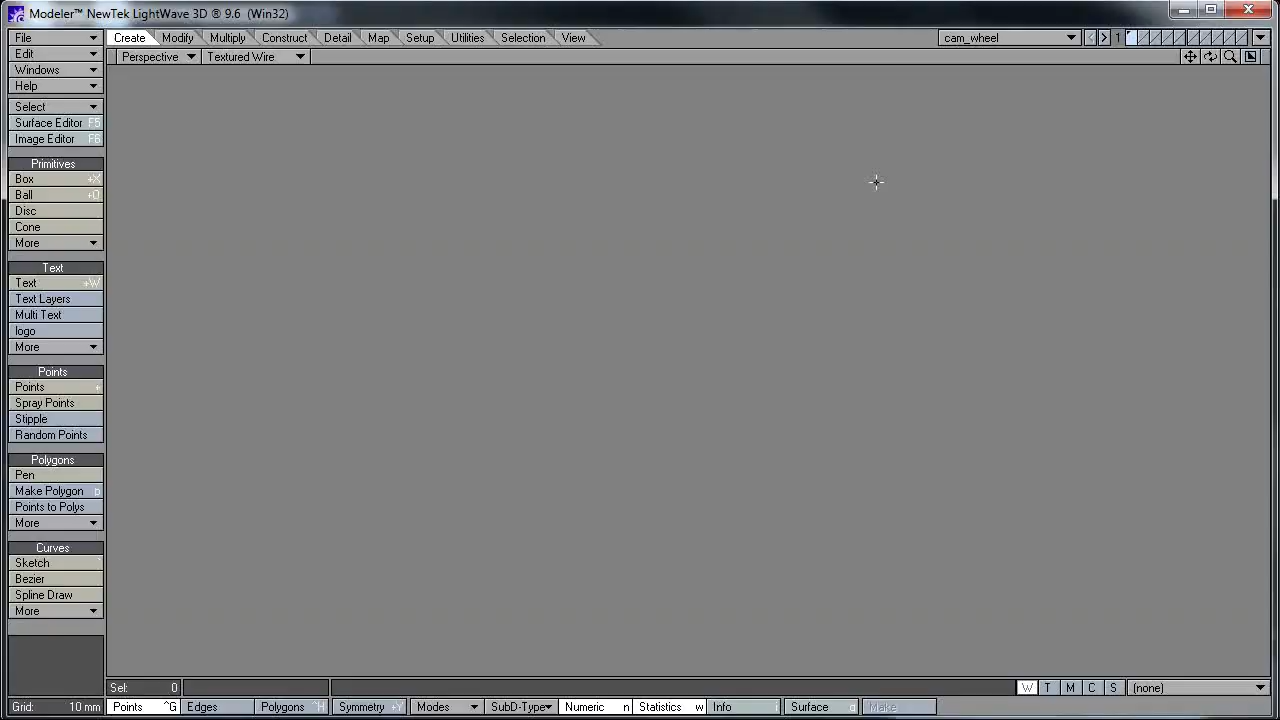 Modeler™ NewTek LightWave 3D ® 9.6 (Win32)
File Create Modify Multiply Construct Detail Map Setup Utilities Selection View cam_wheel 1
Edit Perspective Textured Wire
Windows
Help
Select
Surface Editor F5
Image Editor F6
Primitives
Box +X
Ball +O
Disc
Cone
More
Text
Text +W
Text Layers
Multi Text
logo
More
Points
Points +
Spray Points
Stipple
Random Points
Polygons
Pen
Make Polygon p
Points to Polys
More
Curves
Sketch
Bezier
Spline Draw
More
Sel: 0 W T M C S (none)
Grid: 10 mm Points ^G Edges Polygons ^H Symmetry +Y Modes SubD-Type Numeric n Statistics w Info i Surface q Make